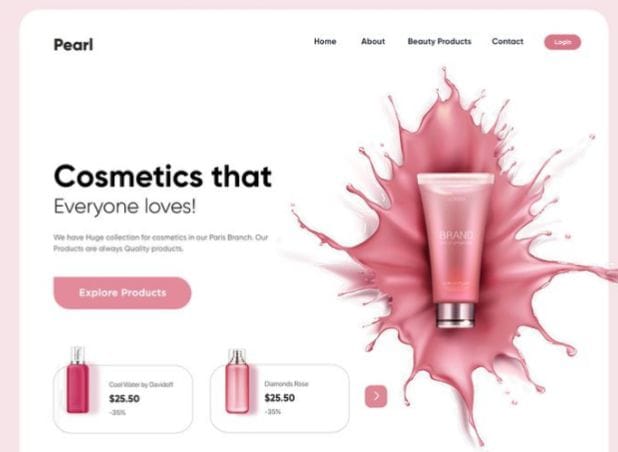 Pearl
Home About Beauty Products Contact Login
Cosmetics that
Everyone loves!
We have Huge collection for cosmetics in our Paris Branch. Our
Products are always Quality products.
BRAND
Explore Products
Cool Water by Davidoff
$25.50
-35%
Diamonds Rose
$25.50
-35%